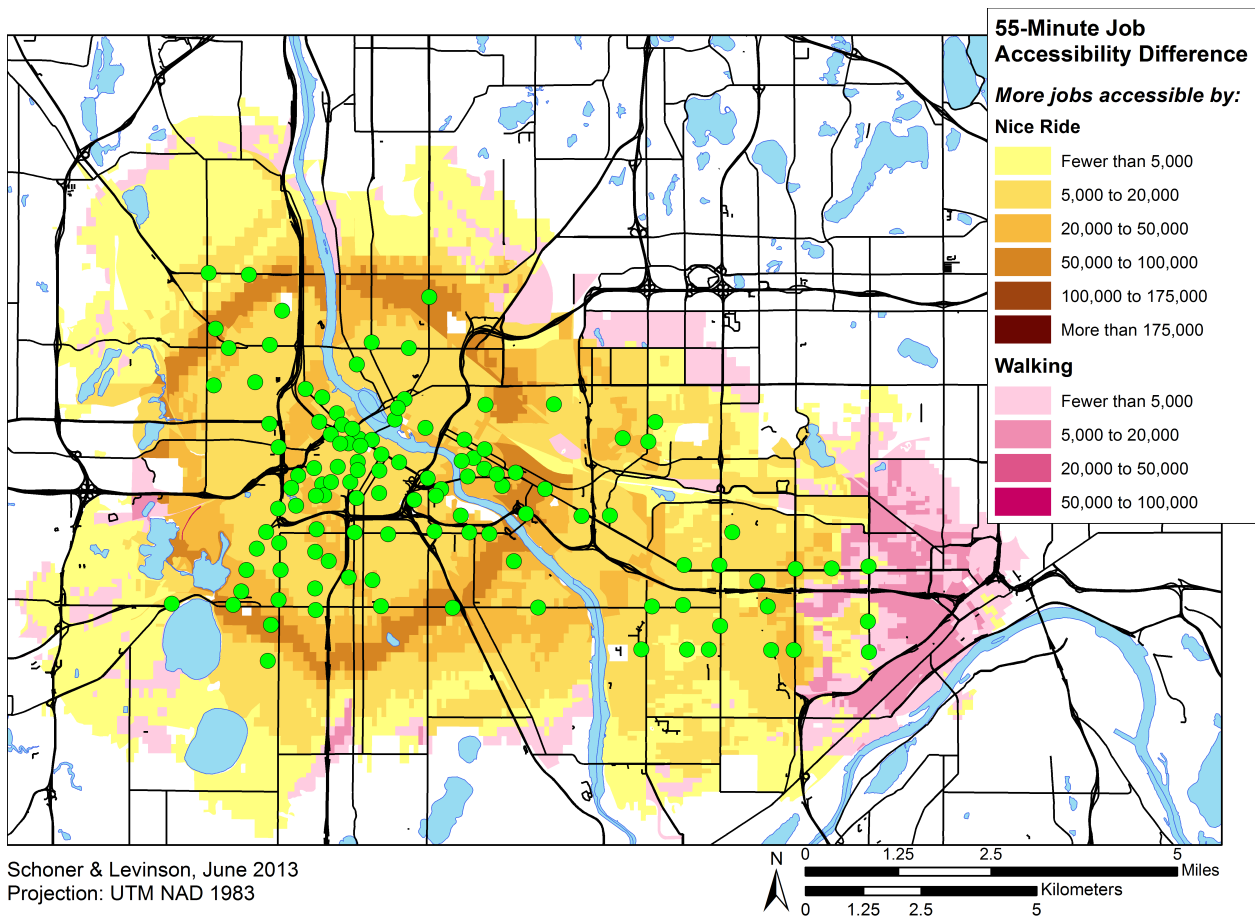 55-Minute Job
Accessibility Difference
More jobs accessible by:
Nice Ride
Fewer than 5,000
5,000 to 20,000
20,000 to 50,000
50,000 to 100,000
100,000 to 175,000
More than 175,000
Walking
Fewer than 5,000
5,000 to 20,000
20,000 to 50,000
50,000 to 100,000
Schoner & Levinson, June 2013
Projection: UTM NAD 1983
N
0 1.25 2.5 5
Miles
Kilometers
0 1.25 2.5 5